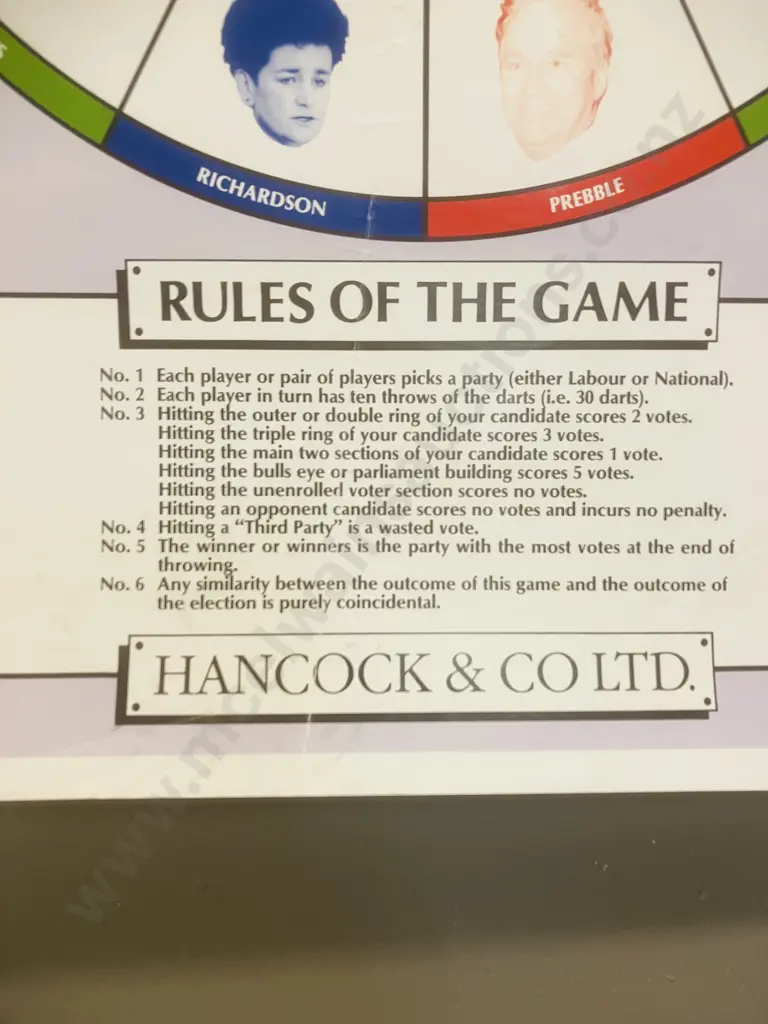 S
RICHARDSON
PREBBLE
RULES OF THE GAME
No. 1 Each player or pair of players picks a party (either Labour or National).
No. 2 Each player in turn has ten throws of the darts (i.e. 30 darts).
No. 3 Hitting the outer or double ring of your candidate scores 2 votes.
Hitting the triple ring of your candidate scores 3 votes.
Hitting the main two sections of your candidate scores 1 vote.
Hitting the bulls eye or parliament building scores 5 votes.
Hitting the unenrolled voter section scores no votes.
Hitting an opponent candidate scores no votes and incurs no penalty.
No. 4 Hitting a “Third Party” is a wasted vote.
No. 5 The winner or winners is the party with the most votes at the end of
throwing.
No. 6 Any similarity between the outcome of this game and the outcome of
the election is purely coincidental.
HANCOCK & CO LTD.